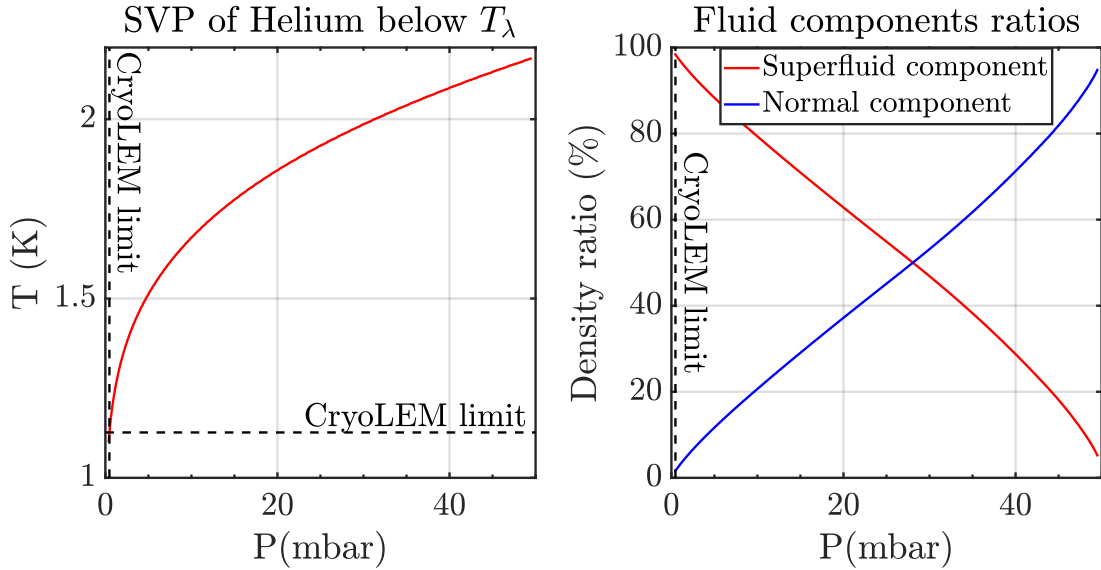 SVP of Helium below T_λ
T (K)
2
1.5
1
CryoLEM limit
CryoLEM limit
0
20
40
P(mbar)
Fluid components ratios
Density ratio (%)
100
80
60
40
20
0
Superfluid component
Normal component
CryoLEM limit
0
20
40
P(mbar)